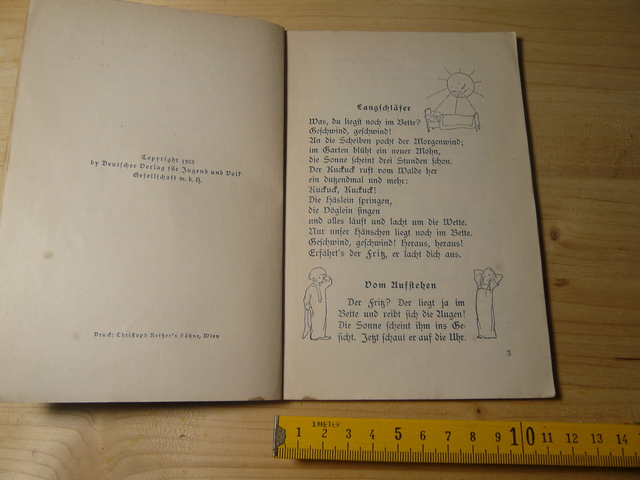 Copyright
by Deutscher Verlag für Jugend und Volk
Gesellschaft m. b. H.
Druck: Christoph Reißer's Söhne, Wien
Langschläfer
Was, du liegst noch im Bette?
Geschwind, geschwind!
An die Scheiben pocht der Morgenwind;
im Garten blüht ein neuer Mohn,
die Sonne scheint drei Stunden schon.
Der Kuckuck ruft vom Walde her
ein dutzendmal und mehr:
Kuckuck, Kuckuck!
Die Häslein springen,
die Vöglein singen
und alles läuft und lacht um die Wette.
Nur unser Hänschen liegt noch im Bette.
Geschwind, geschwind! Heraus, heraus!
Erfährt's der Fritz, er lacht dich aus.
Vom Aufstehen
Der Fritz? Der liegt ja im
Bette und reibt sich die Augen!
Die Sonne scheint ihm ins Ge-
sicht. Jetzt schaut er auf die Uhr.
3
1METER
1 2 3 4 5 6 7 8 9 10 11 12 13 14